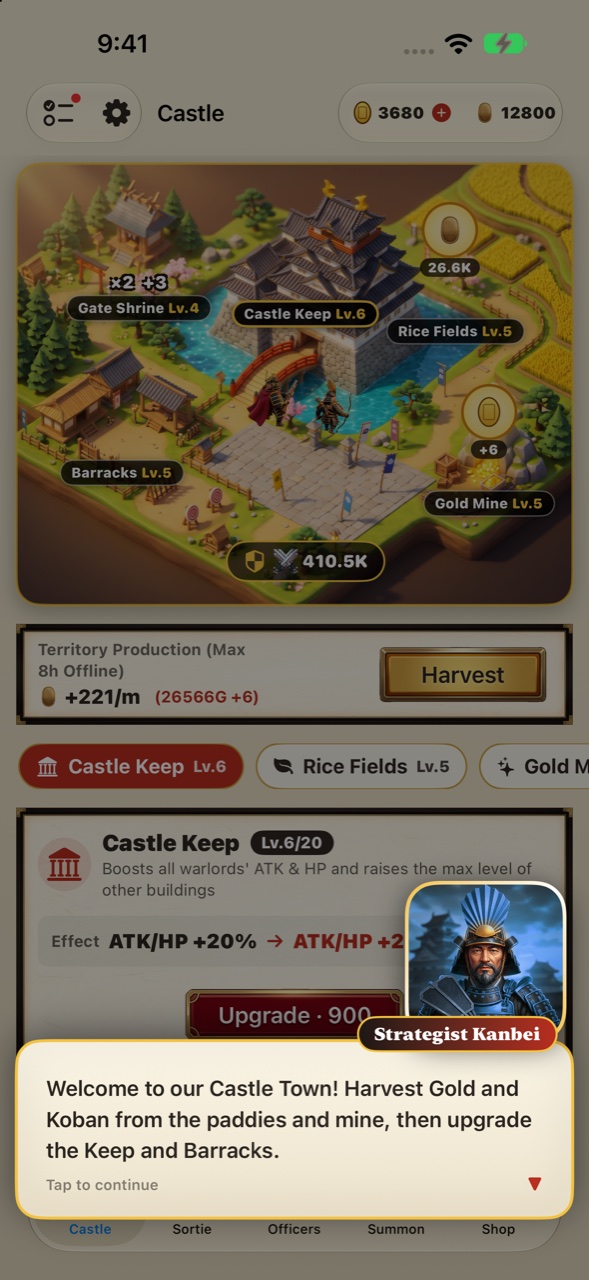 9:41
Castle
3680
12800
26.6K
×2 +3
Gate Shrine Lv.4
Castle Keep Lv.6
Rice Fields Lv.5
+6
Barracks Lv.5
Gold Mine Lv.5
410.5K
Territory Production (Max
8h Offline)
+221/m (26566G +6)
Harvest
Castle Keep Lv.6
Rice Fields Lv.5
Gold M
Castle Keep Lv.6/20
Boosts all warlords' ATK & HP and raises the max level of
other buildings
Effect ATK/HP +20% → ATK/HP +2
Upgrade · 900
Strategist Kanbei
Welcome to our Castle Town! Harvest Gold and
Koban from the paddies and mine, then upgrade
the Keep and Barracks.
Tap to continue
Castle
Sortie
Officers
Summon
Shop